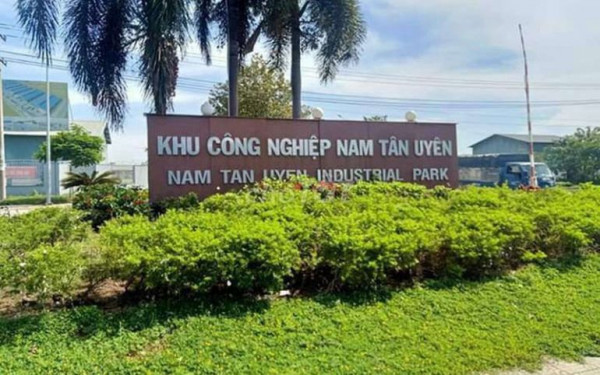 KHU CÔNG NGHIỆP NAM TÂN UYÊN
NAM TAN UYEN INDUSTRIAL PARK